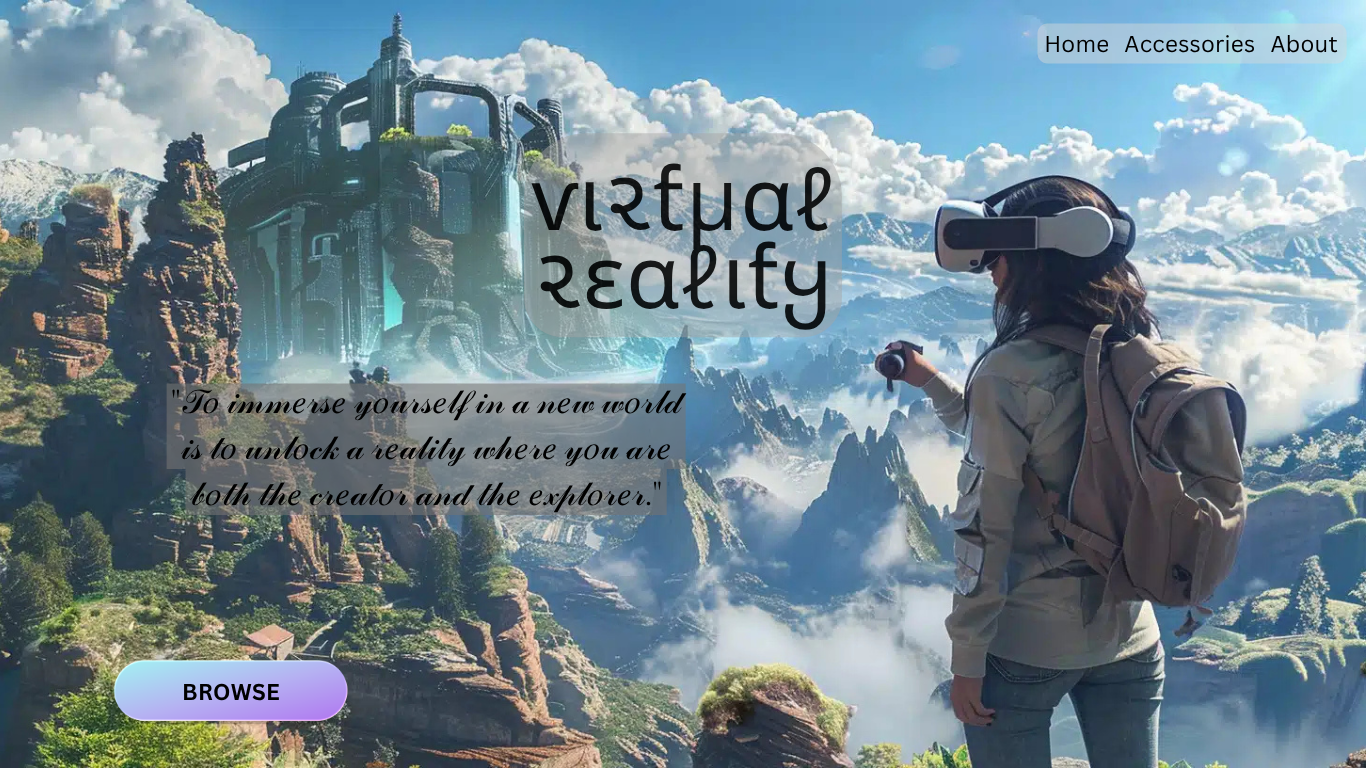 Home Accessories About
Virtual
Reality
"To immerse yourself in a new world
is to unlock a reality where you are
both the creator and the explorer."
BROWSE